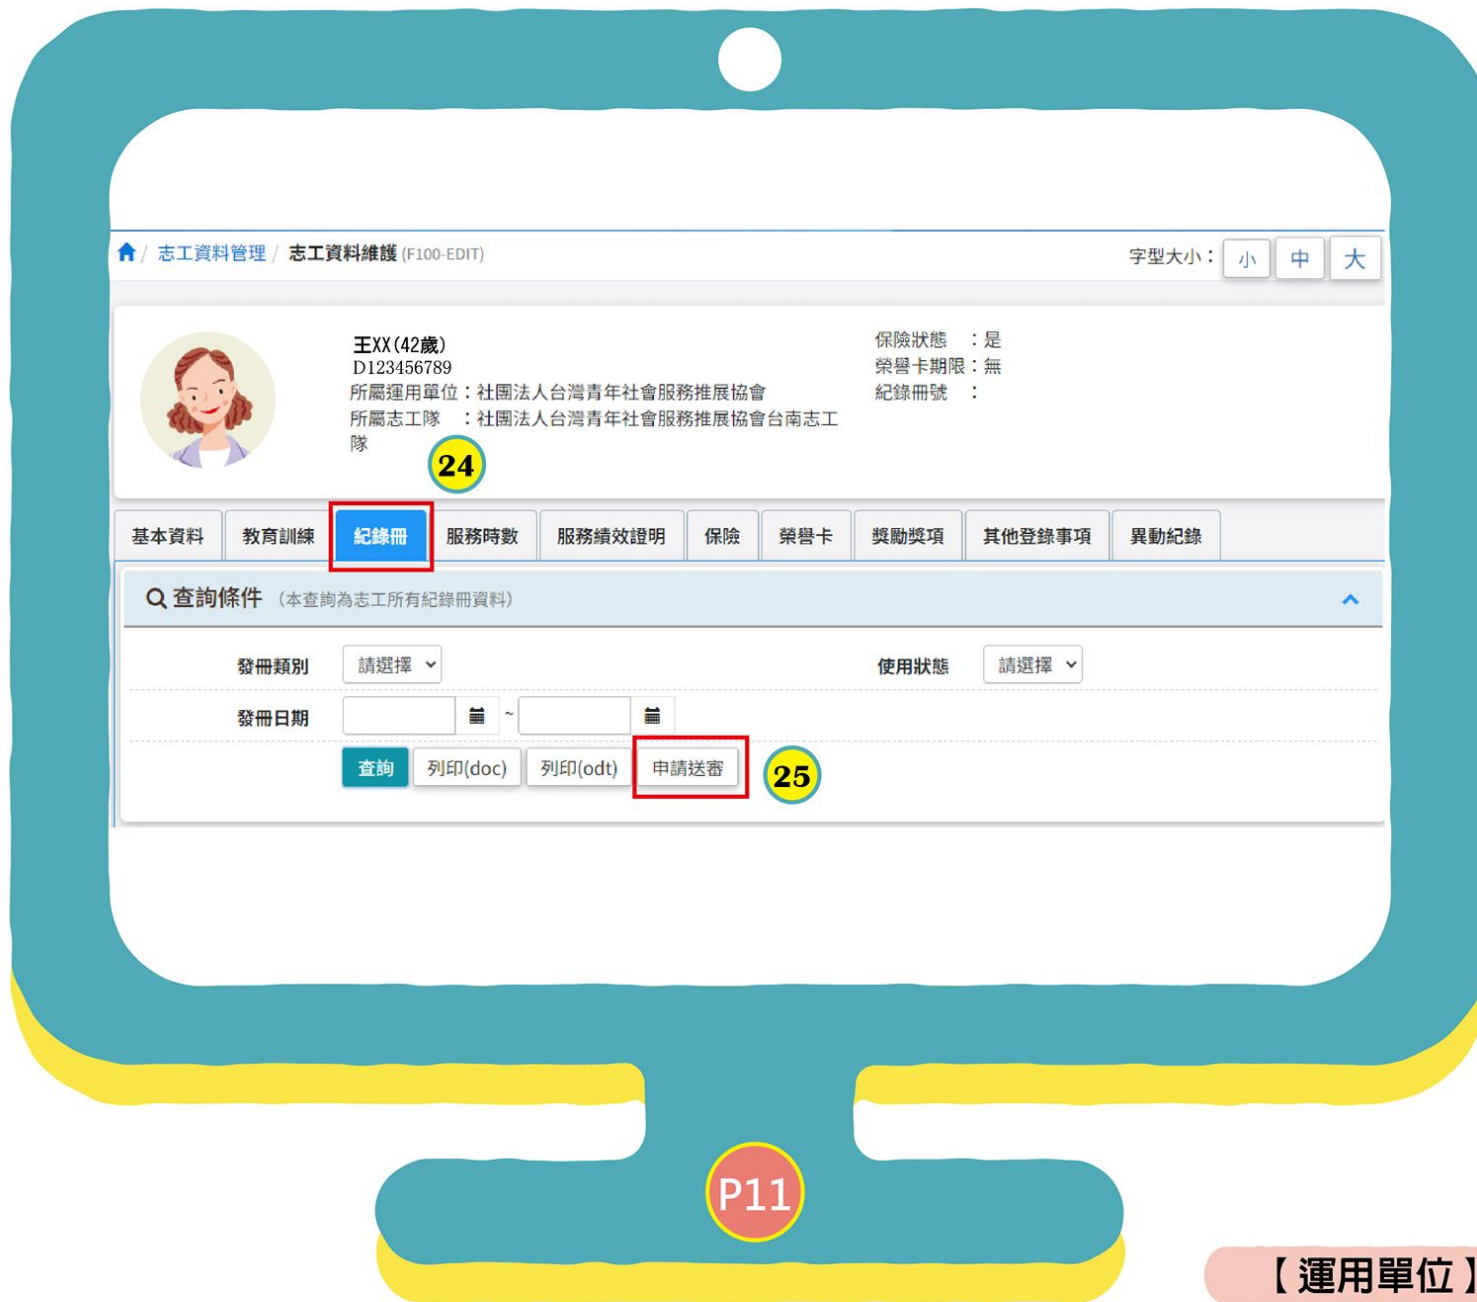 志工資料管理 / 志工資料維護 (F100-EDIT)
字型大小： 小 中 大
王XX(42歲)
D123456789
所屬運用單位：社團法人台灣青年社會服務推展協會
所屬志工隊 ：社團法人台灣青年社會服務推展協會台南志工
隊
保險狀態 ：是
榮譽卡期限：無
紀錄冊號 ：
24
基本資料 教育訓練 紀錄冊 服務時數 服務績效證明 保險 榮譽卡 獎勵獎項 其他登錄事項 異動紀錄
查詢條件 （本查詢為志工所有紀錄冊資料）
發冊類別 請選擇 使用狀態 請選擇
發冊日期 ~
查詢 列印(doc) 列印(odt) 申請送審 25
P11
【運用單位】